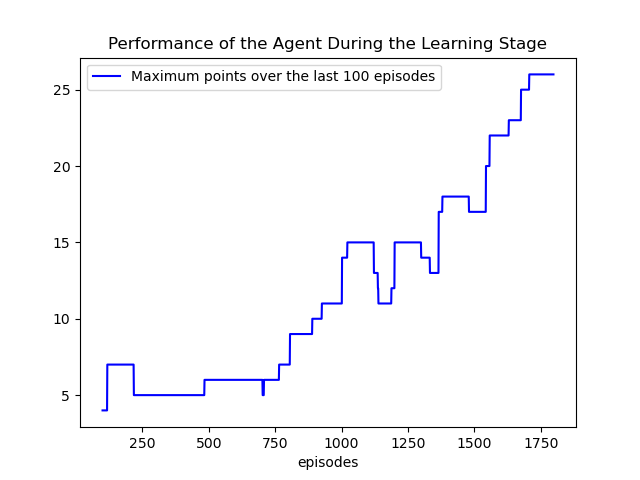 Performance of the Agent During the Learning Stage
Maximum points over the last 100 episodes
25
20
15
10
5
250 500 750 1000 1250 1500 1750
episodes